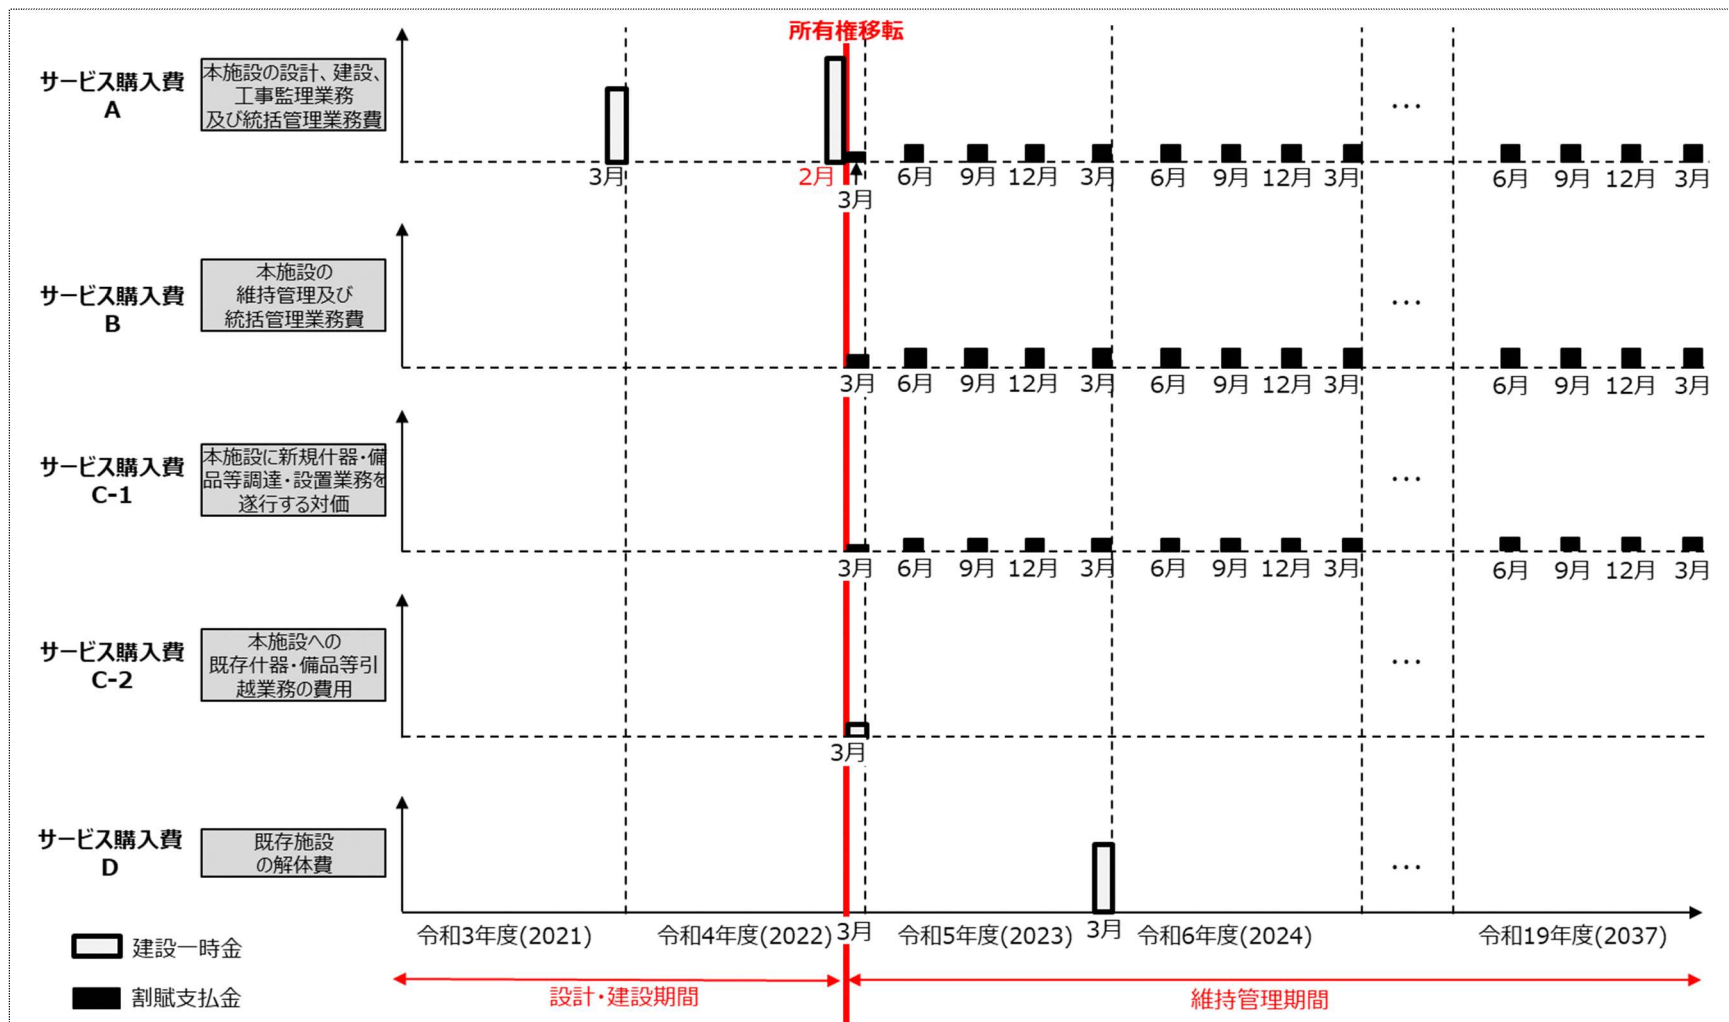 所有権移転
サービス購入費
A
本施設の設計、建設、
工事監理業務
及び統括管理業務費
…
3月
2月
3月
6月
9月
12月
3月
6月
9月
12月
3月
6月
9月
12月
3月
サービス購入費
B
本施設の
維持管理及び
統括管理業務費
…
3月
6月
9月
12月
3月
6月
9月
12月
3月
6月
9月
12月
3月
サービス購入費
C-1
本施設に新規什器・備
品等調達・設置業務を
遂行する対価
…
3月
6月
9月
12月
3月
6月
9月
12月
3月
6月
9月
12月
3月
サービス購入費
C-2
本施設への
既存什器・備品等引
越業務の費用
…
3月
サービス購入費
D
既存施設
の解体費
…
令和3年度(2021)
令和4年度(2022)
3月
令和5年度(2023)
3月
令和6年度(2024)
令和19年度(2037)
建設一時金
割賦支払金
設計・建設期間
維持管理期間